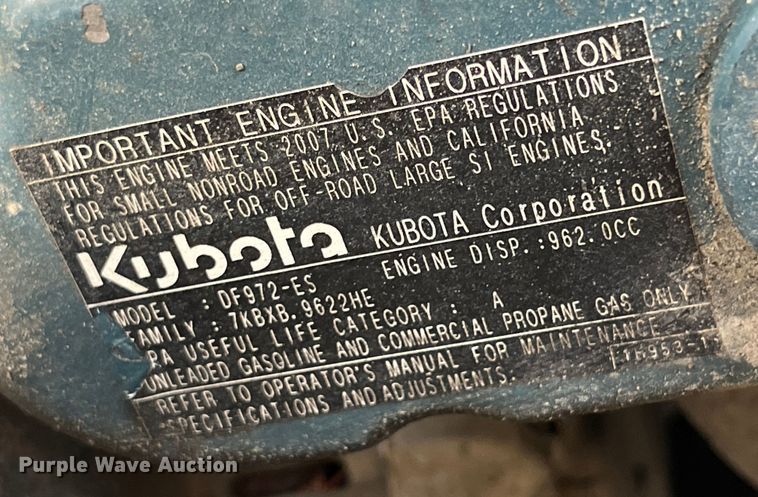 IMPORTANT ENGINE INFORMATION
THIS ENGINE MEETS 2007 U.S. EPA REGULATIONS
FOR SMALL NONROAD ENGINES AND CALIFORNIA
REGULATIONS FOR OFF-ROAD LARGE SI ENGINES.
Kubota KUBOTA Corporation
ENGINE DISP.:962.0CC
MODEL : DF972-ES
FAMILY : 7KBXB.9622HE
EPA USEFUL LIFE CATEGORY : A
UNLEADED GASOLINE AND COMMERCIAL PROPANE GAS ONLY
REFER TO OPERATOR'S MANUAL FOR MAINTENANCE
SPECIFICATIONS AND ADJUSTMENTS.
Purple Wave Auction